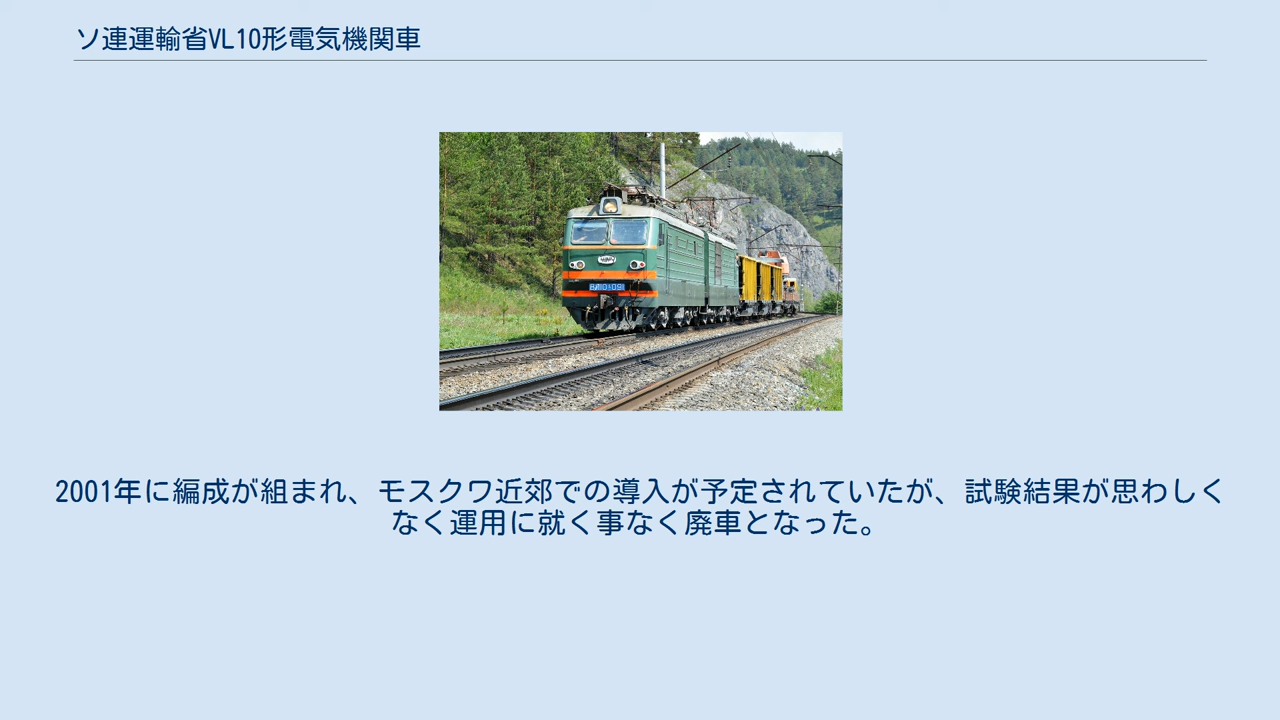 ソ連運輸省VL10形電気機関車
2001年に編成が組まれ、モスクワ近郊での導入が予定されていたが、試験結果が思わしく
なく運用に就く事なく廃車となった。